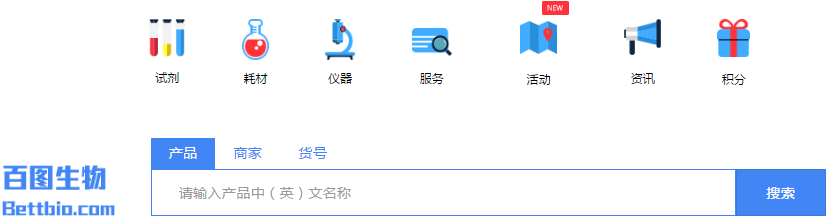 NEW
试剂 耗材 仪器 服务 活动 资讯 积分
产品 商家 货号
百图生物
请输入产品中（英）文名称 搜索
Bettbio.com